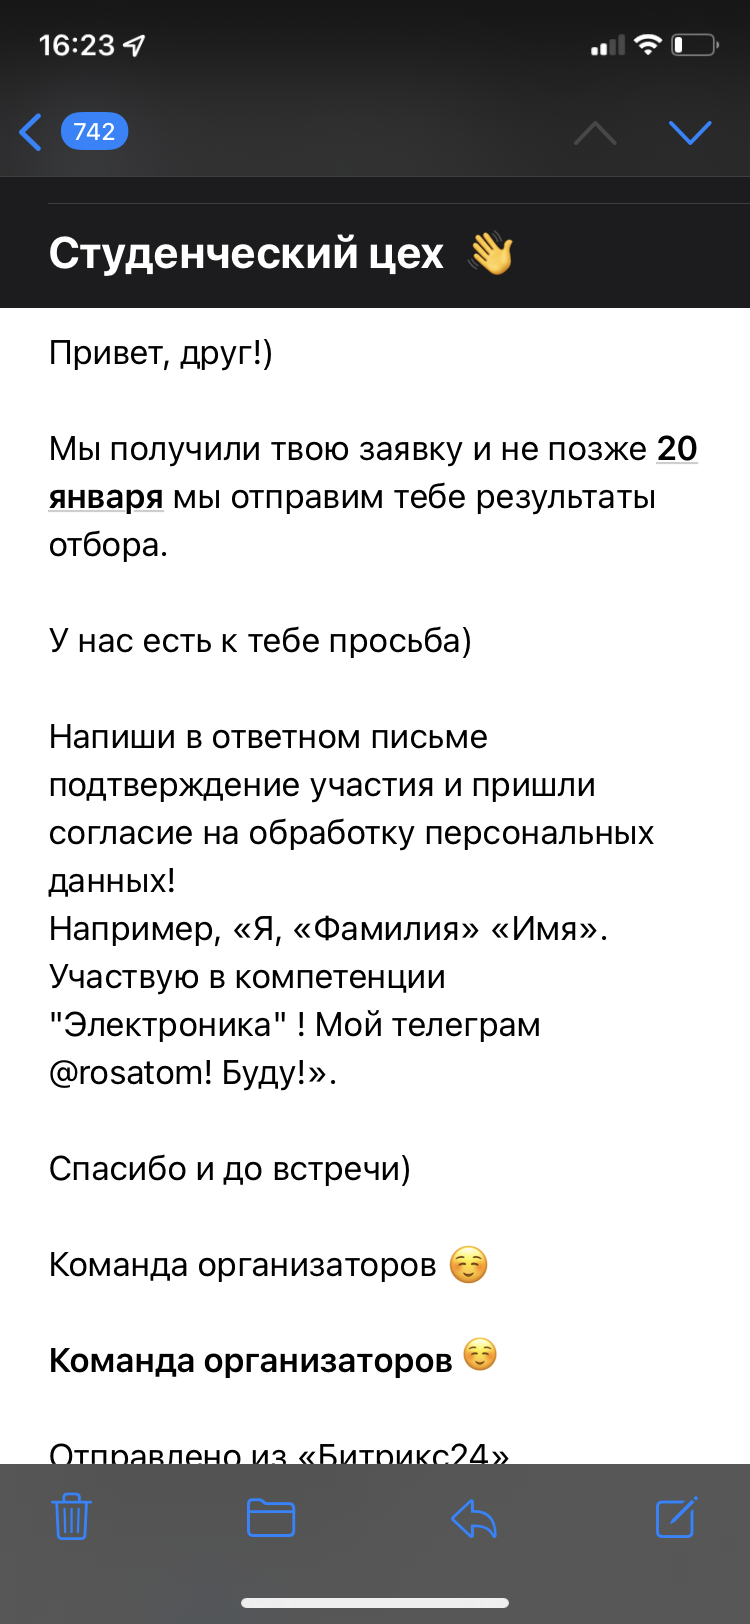 16:23
742
Студенческий цех 👋
Привет, друг!)
Мы получили твою заявку и не позже 20
января мы отправим тебе результаты
отбора.
У нас есть к тебе просьба)
Напиши в ответном письме
подтверждение участия и пришли
согласие на обработку персональных
данных!
Например, «Я, «Фамилия» «Имя».
Участвую в компетенции
"Электроника" ! Мой телеграм
@rosatom! Буду!».
Спасибо и до встречи)
Команда организаторов ☺️
Команда организаторов ☺️
Отправлено из «Битрикс24»